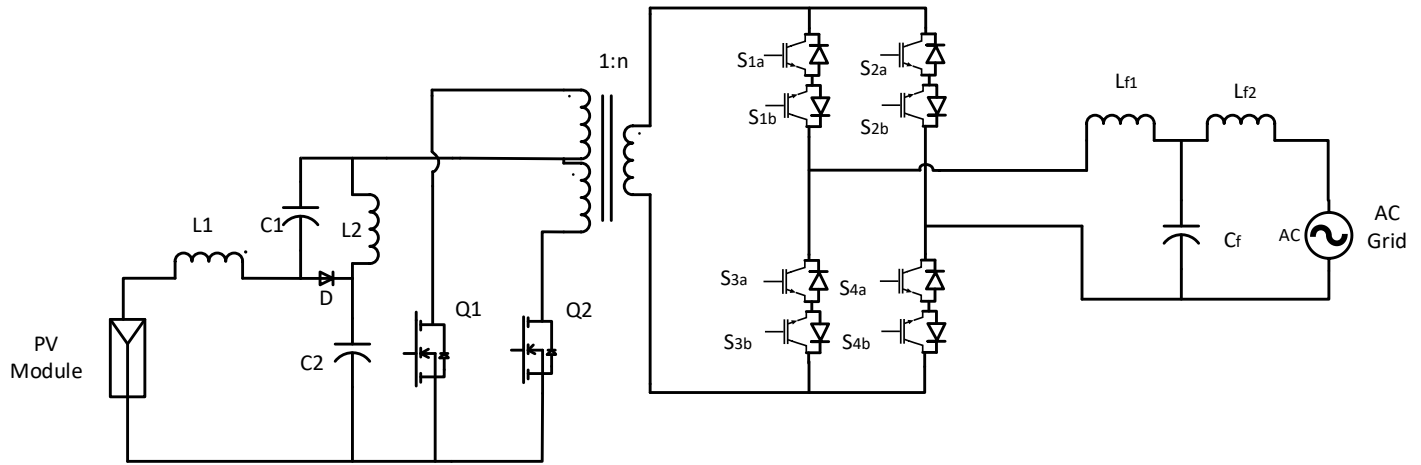 1:n
S1a
S2a
S1b
S2b
Lf1
Lf2
L1
C1
L2
D
C2
Q1
Q2
S3a
S4a
S3b
S4b
Cf
AC
AC
Grid
PV
Module